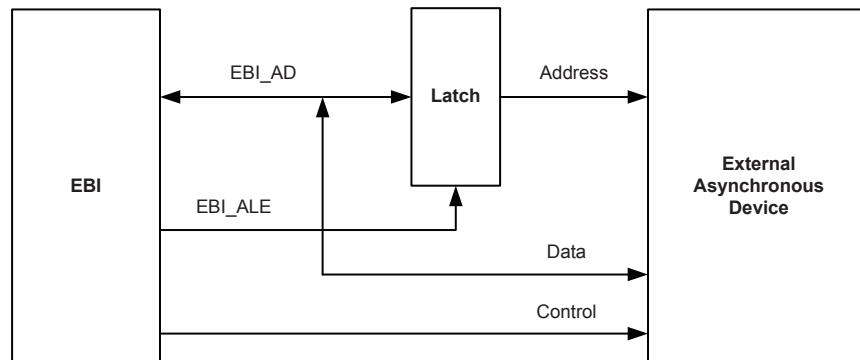 EBI_AD
Address
Latch
EBI
External
Asynchronous
Device
EBI_ALE
Data
Control